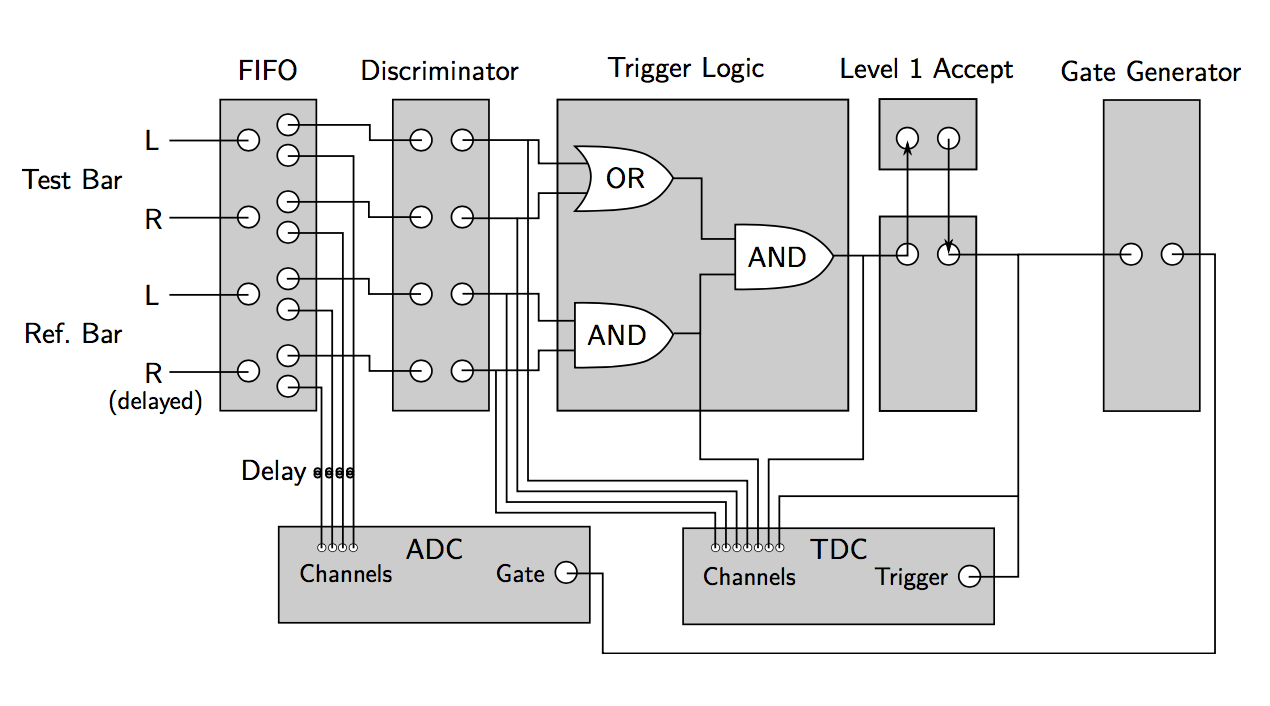 FIFO
Discriminator
Trigger Logic
Level 1 Accept
Gate Generator
L
Test Bar
R
L
Ref. Bar
R
(delayed)
OR
AND
AND
Delay
ADC
Channels
Gate
TDC
Channels
Trigger